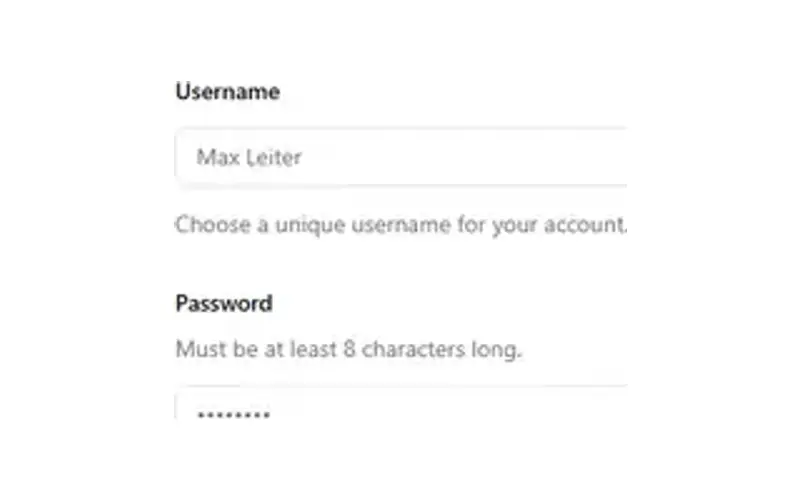 Username
Max Leiter
Choose a unique username for your account.
Password
Must be at least 8 characters long.
••••••••